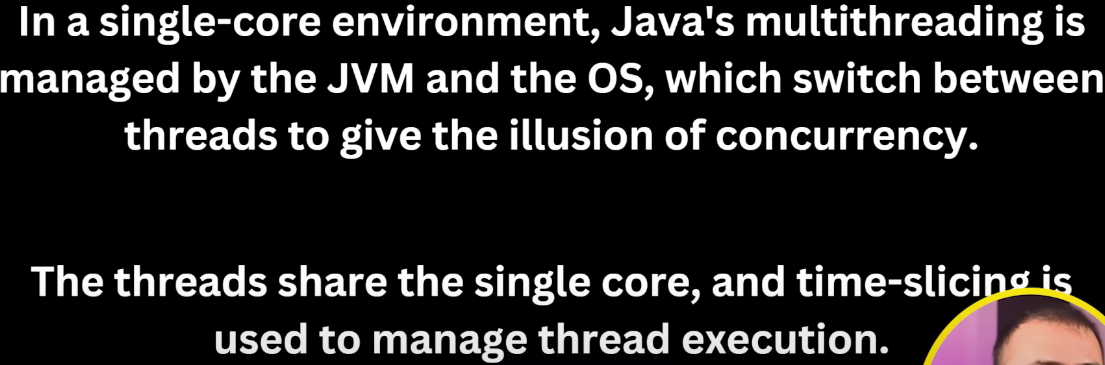 In a single-core environment, Java's multithreading is
managed by the JVM and the OS, which switch between
threads to give the illusion of concurrency.
The threads share the single core, and time-slicing is
used to manage thread execution.